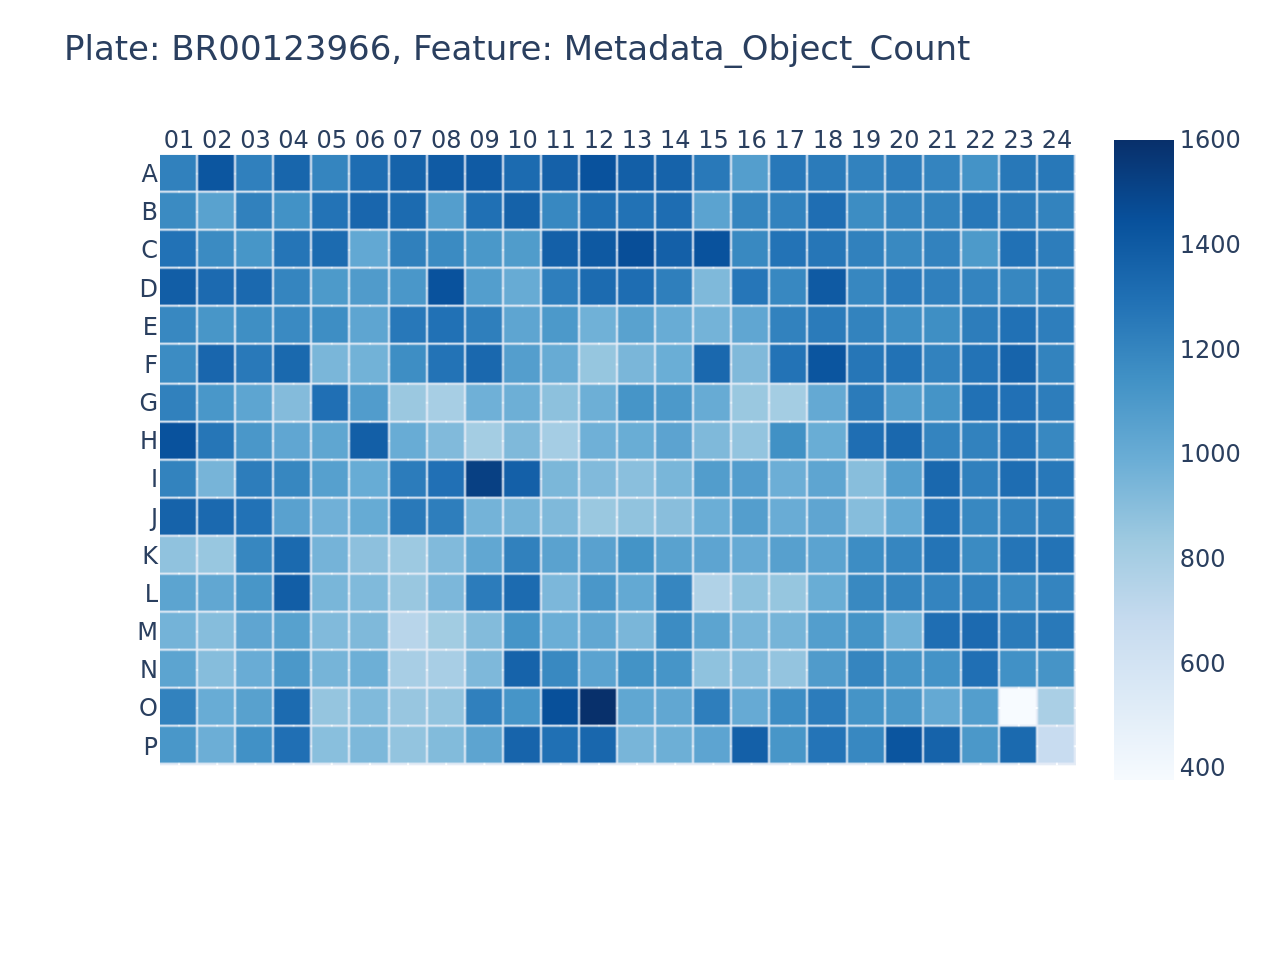 Plate: BR00123966, Feature: Metadata_Object_Count
01 02 03 04 05 06 07 08 09 10 11 12 13 14 15 16 17 18 19 20 21 22 23 24
A
B
C
D
E
F
G
H
I
J
K
L
M
N
O
P
1600
1400
1200
1000
800
600
400